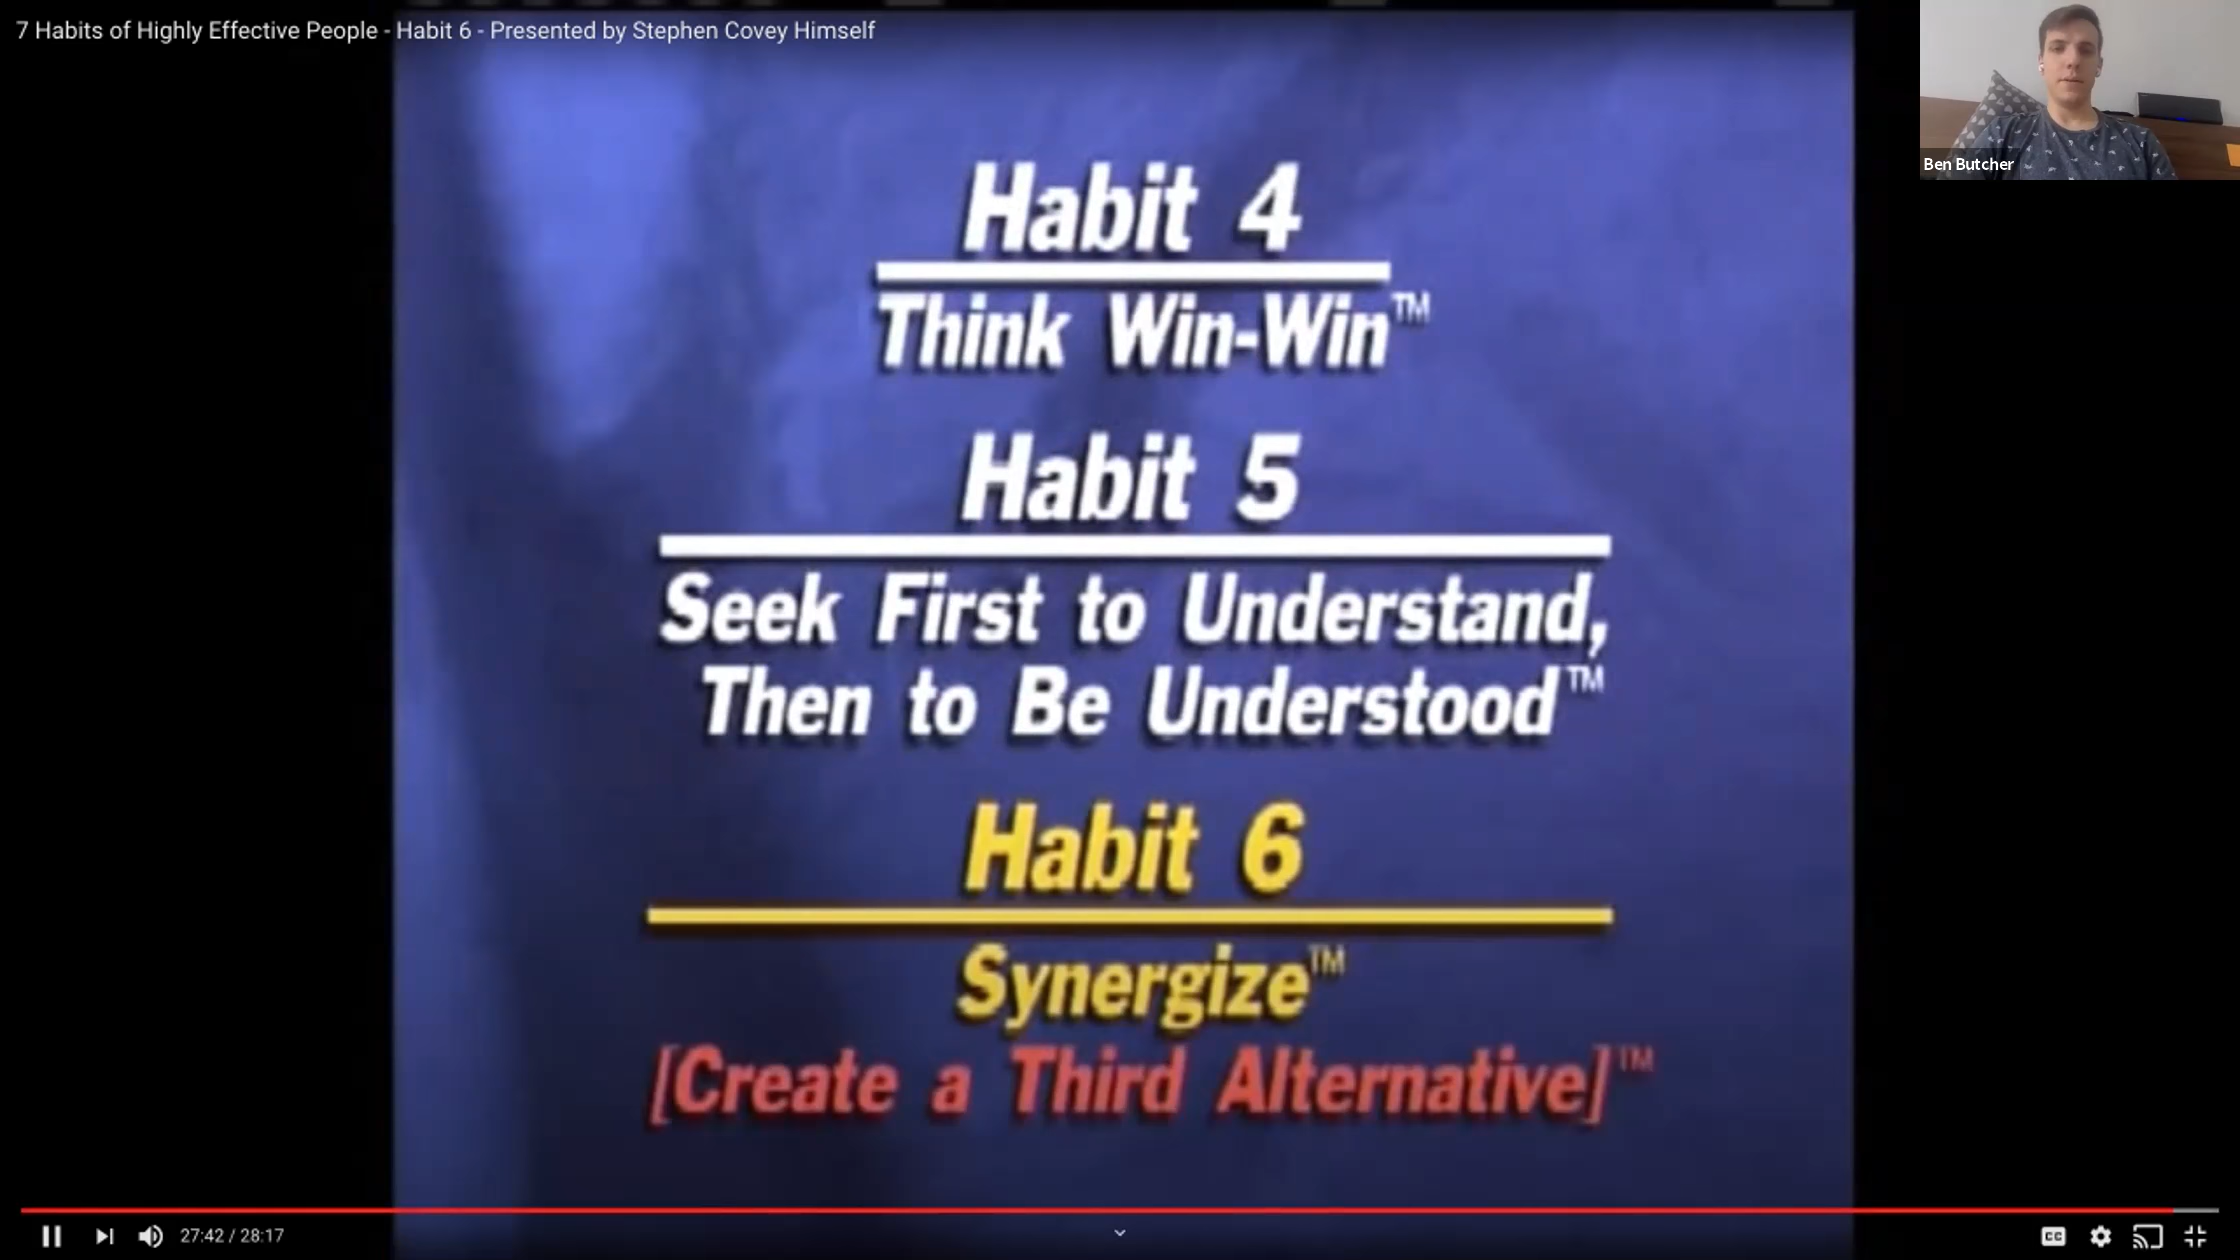 7 Habits of Highly Effective People - Habit 6 - Presented by Stephen Covey Himself
Ben Butcher
Habit 4
Think Win-Win™
Habit 5
Seek First to Understand,
Then to Be Understood™
Habit 6
Synergize™
[Create a Third Alternative]™
27:42 / 28:17
CC